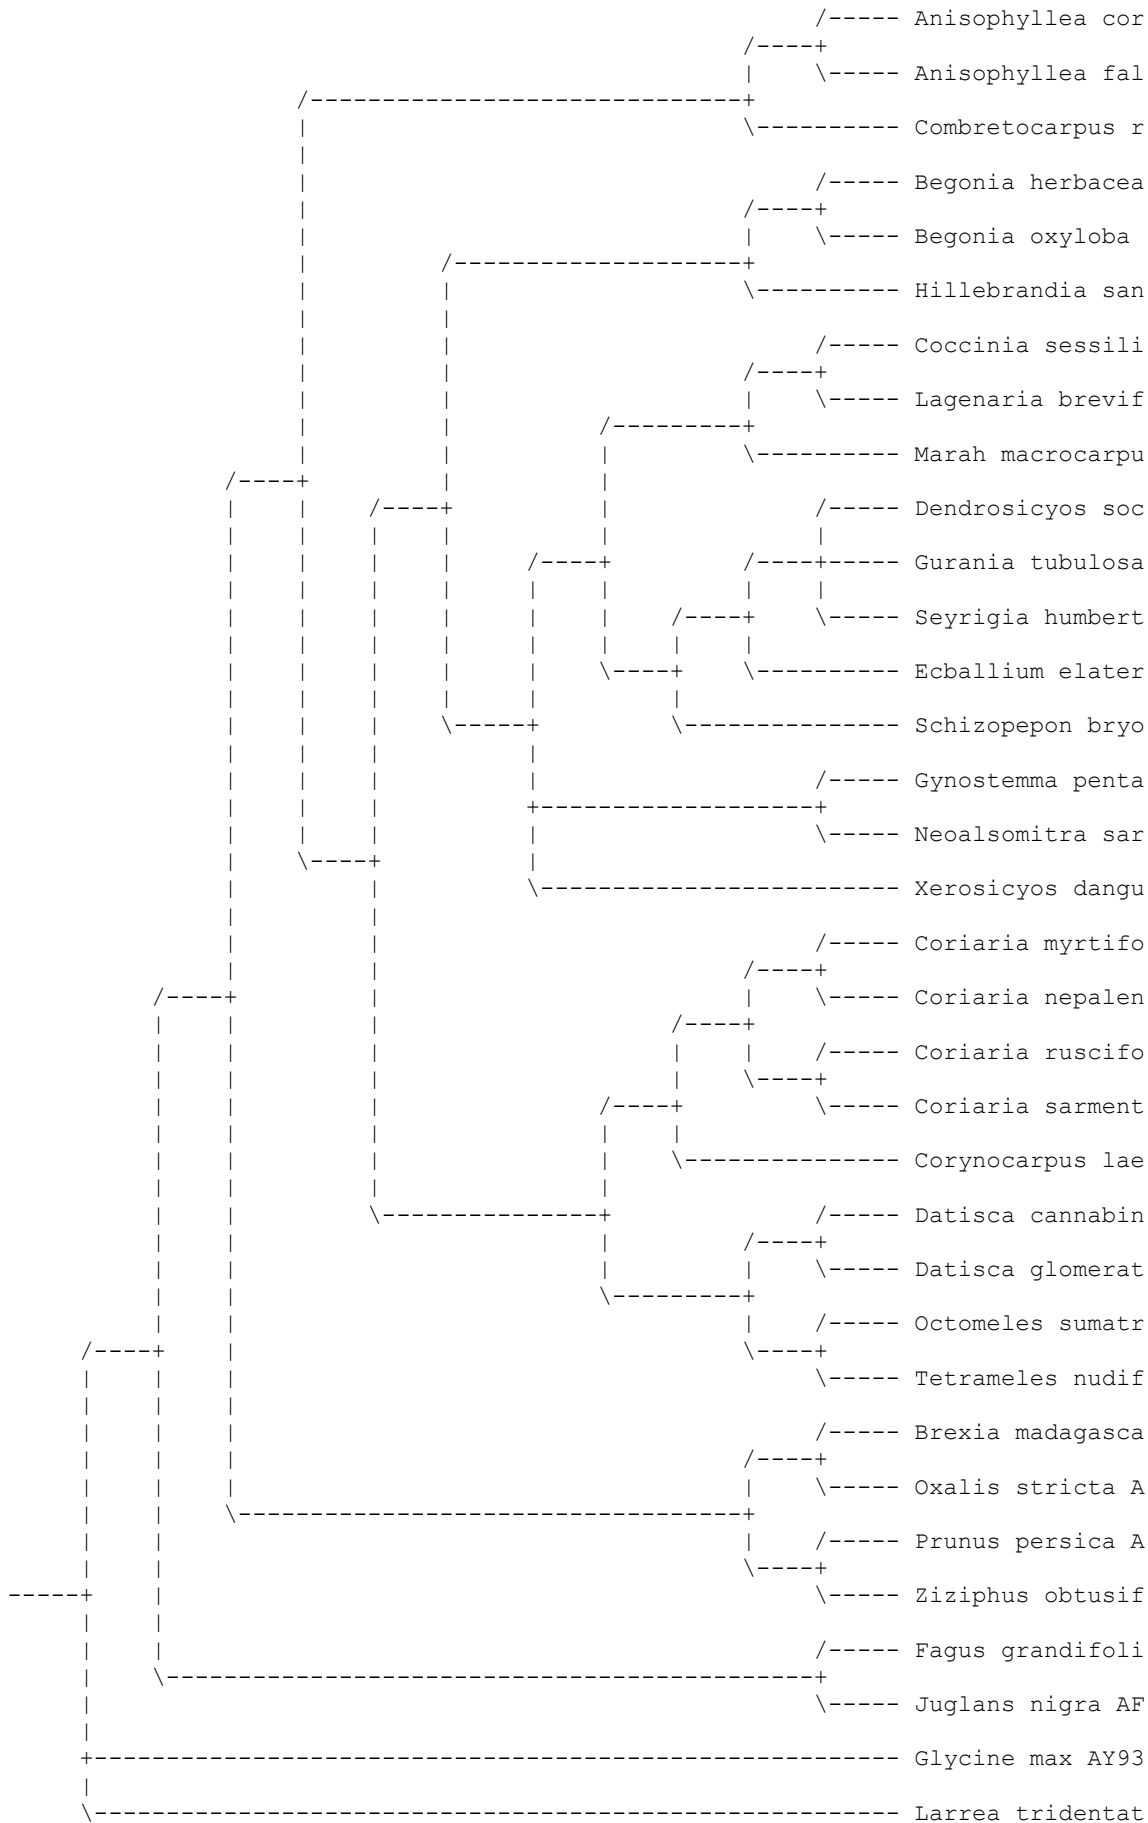 Anisophyllea cor
Anisophyllea fal
Combretocarpus r
Begonia herbacea
Begonia oxyloba
Hillebrandia san
Coccinia sessili
Lagenaria brevif
Marah macrocarpu
Dendrosicyos soc
Gurania tubulosa
Seyrigia humbert
Ecballium elater
Schizopepon bryo
Gynostemma penta
Neoalsomitra sar
Xerosicyos dangu
Coriaria myrtifo
Coriaria nepalen
Coriaria ruscifo
Coriaria sarment
Corynocarpus lae
Datisca cannabin
Datisca glomerat
Octomeles sumatr
Tetrameles nudif
Brexia madagasca
Oxalis stricta A
Prunus persica A
Ziziphus obtusif
Fagus grandifoli
Juglans nigra AF
Glycine max AY93
Larrea tridentat